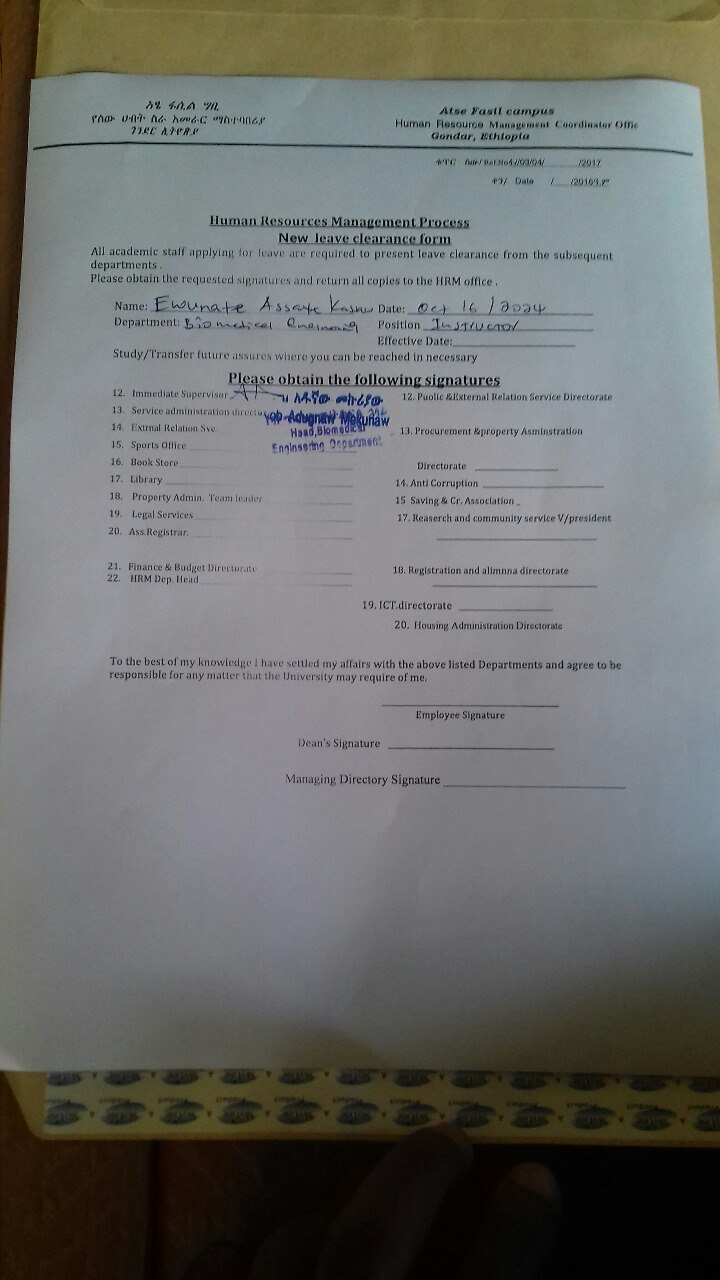 አፄ ፋሲል ግቢ
የሰው ሀብት ስራ አመራር ማስተባበሪያ
ጎንደር ኢትዮጵያ
Atse Fasil campus
Human Resource Management Coordinator Offic
Gondar, Ethiopia
ቁጥር /Ref.No4//03/04/ /2017
ቀን/ Date / /2016ዓ.ም
Human Resources Management Process
New leave clearance form
All academic staff applying for leave are required to present leave clearance from the subsequent
departments .
Please obtain the requested signatures and return all copies to the HRM office .
Name: Ewunate Assaye Kassaw Date: Oct 16 / 2024
Department: Biomedical Engineering Position Instructor
Effective Date:
Study/Transfer future assures where you can be reached in necessary
Please obtain the following signatures
12. Immediate Supervisor
አዱኛው መኩሪያው
12. Puolic &External Relation Service Directorate
13. Service administration
Adugnaw Mekuriaw
14. Extrnal Relation Sve
Head,Biomedical
13. Procurement &property Asminstration
15. Sports Office
Engineering Department
16. Book Store
Directorate
17. Library
14. Anti Corruption
18. Property Admin. Team leader
15 Saving & Cr. Association
19. Legal Services
17. Reaserch and community service V/president
20. Ass.Registrar.
21. Finance & Budget Directorate
18. Registration and alimnna directorate
22. HRM Dep. Head
19. ICT.directorate
20. Housing Administration Directorate
To the best of my knowledge I have settled my affairs with the above listed Departments and agree to be
responsible for any matter that the University may require of me.
Employee Signature
Dean's Signature
Managing Directory Signature